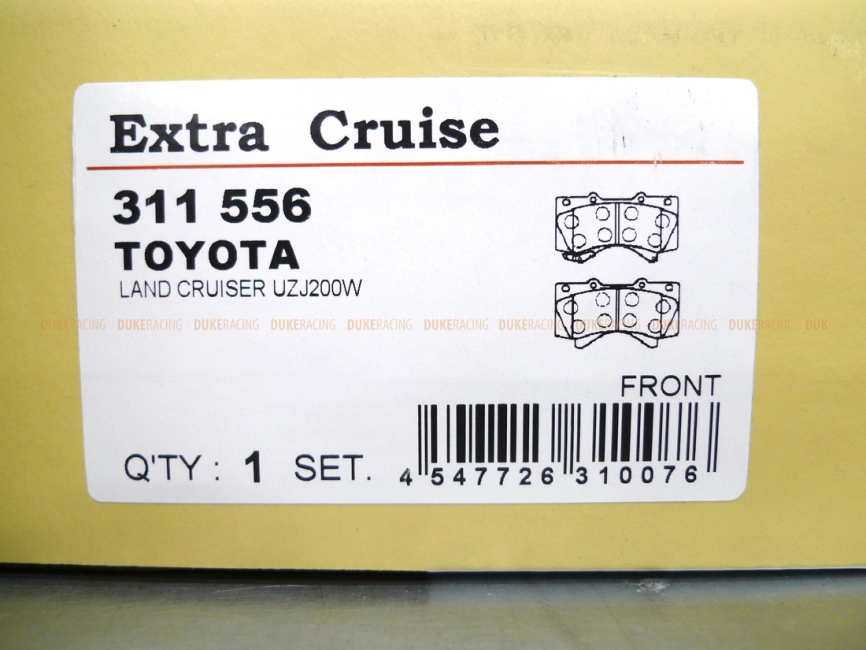 Extra Cruise
311 556
TOYOTA
LAND CRUISER UZJ200W
DUKERACING DUKERACING DUKERACING DUKERACING DUKERACING DUKERACING DUKERACING DUKERACING DUKERACING DUKERACING DUK
FRONT
Q'TY : 1 SET.
4 547726 310076